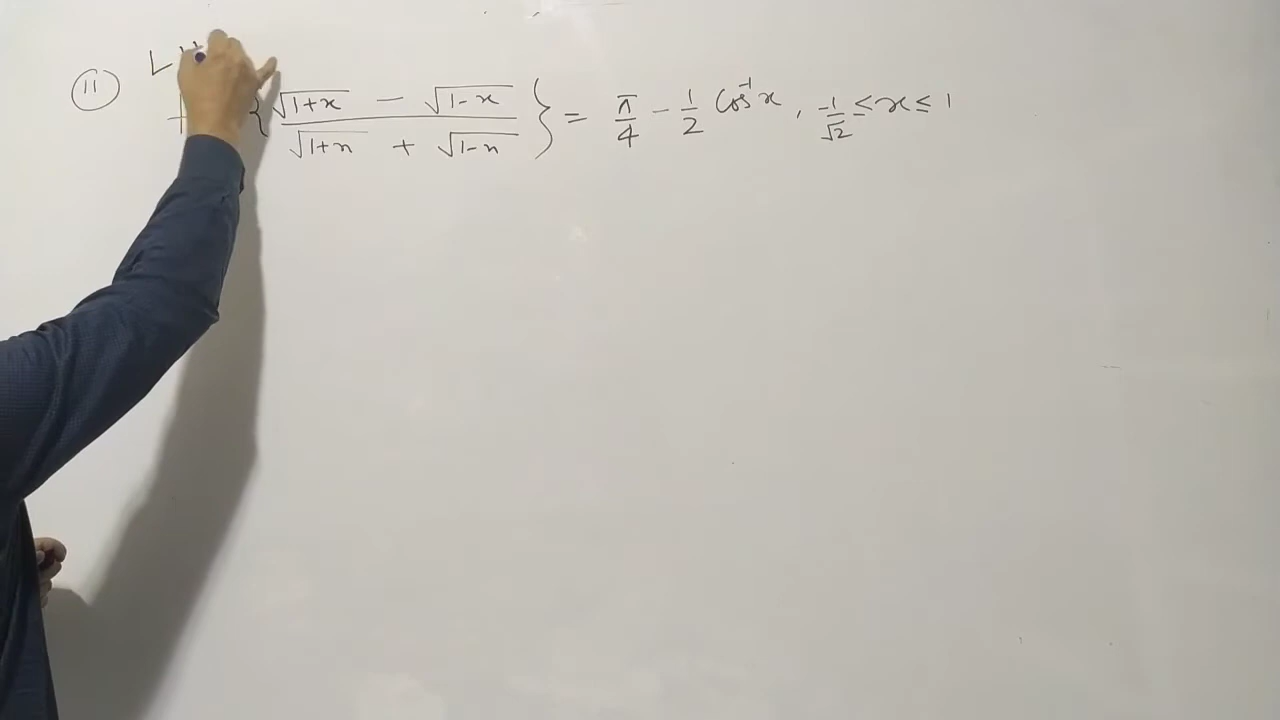 L
(11) { √1+x − √1-x / √1+x + √1-x } = π/4 − 1/2 cos⁻¹x , -1/√2 ≤ x ≤ 1